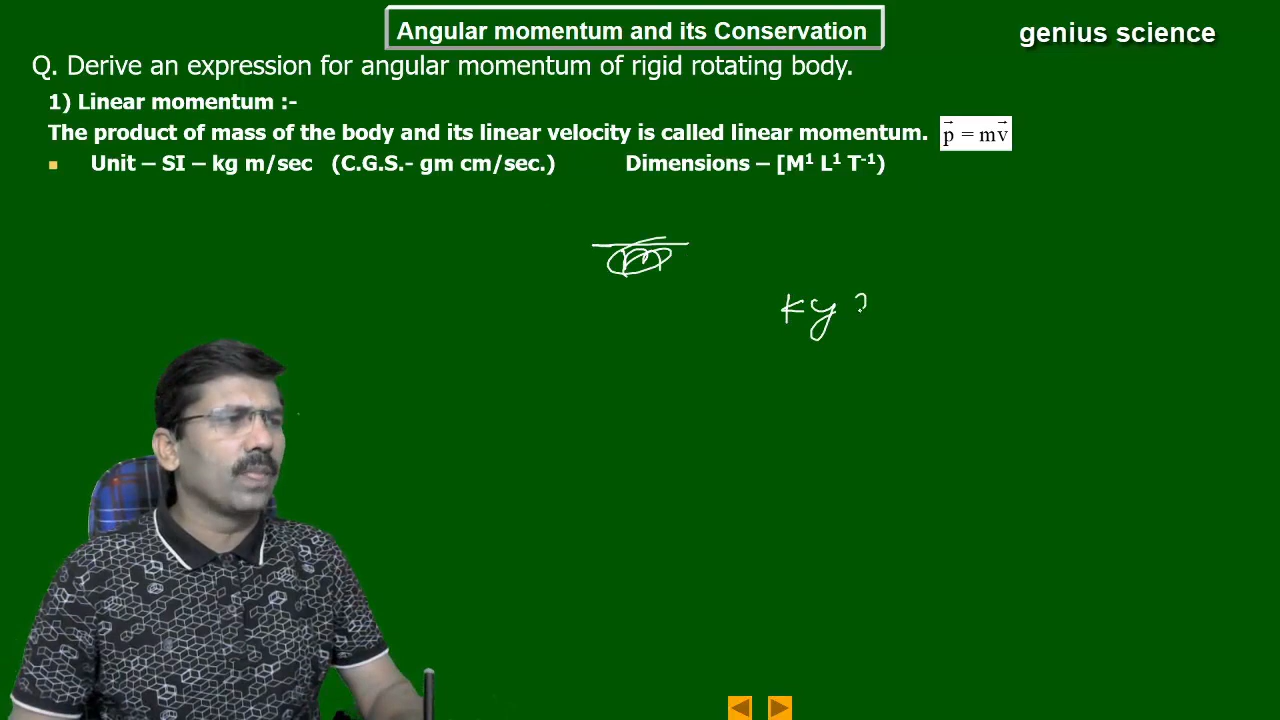 Angular momentum and its Conservation
genius science
Q. Derive an expression for angular momentum of rigid rotating body.
1) Linear momentum :-
The product of mass of the body and its linear velocity is called linear momentum. p⃗ = mv⃗
▪ Unit – SI – kg m/sec (C.G.S.- gm cm/sec.) Dimensions – [M¹ L¹ T⁻¹)
m